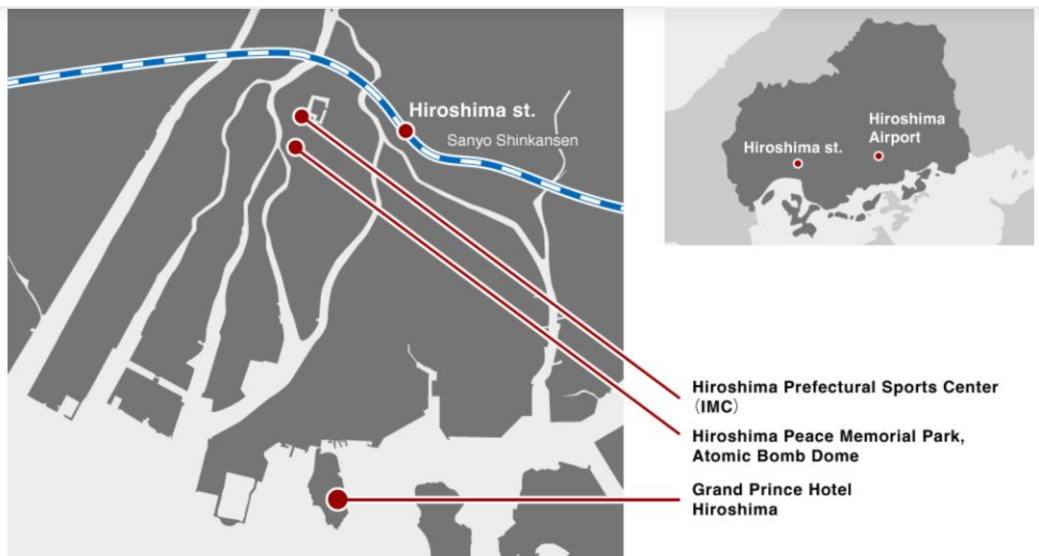 Hiroshima st.
Sanyo Shinkansen
Hiroshima
Airport
Hiroshima st.
Hiroshima Prefectural Sports Center
（IMC）
Hiroshima Peace Memorial Park,
Atomic Bomb Dome
Grand Prince Hotel
Hiroshima